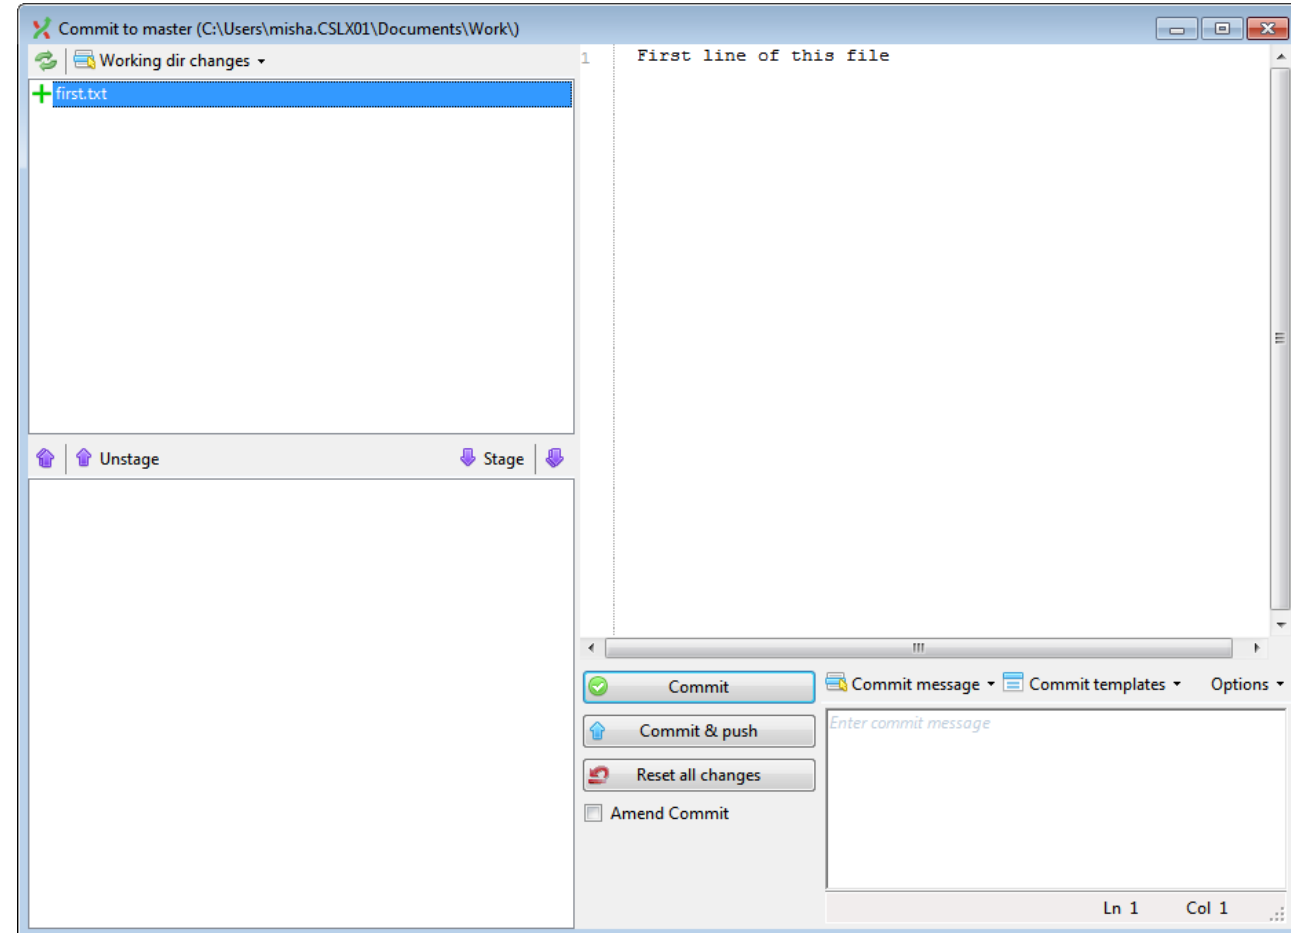 Commit to master (C:\Users\misha.CSLX01\Documents\Work\)
Working dir changes
first.txt
1 First line of this file
Unstage Stage
Commit
Commit & push
Reset all changes
Amend Commit
Commit message Commit templates Options
Enter commit message
Ln 1 Col 1